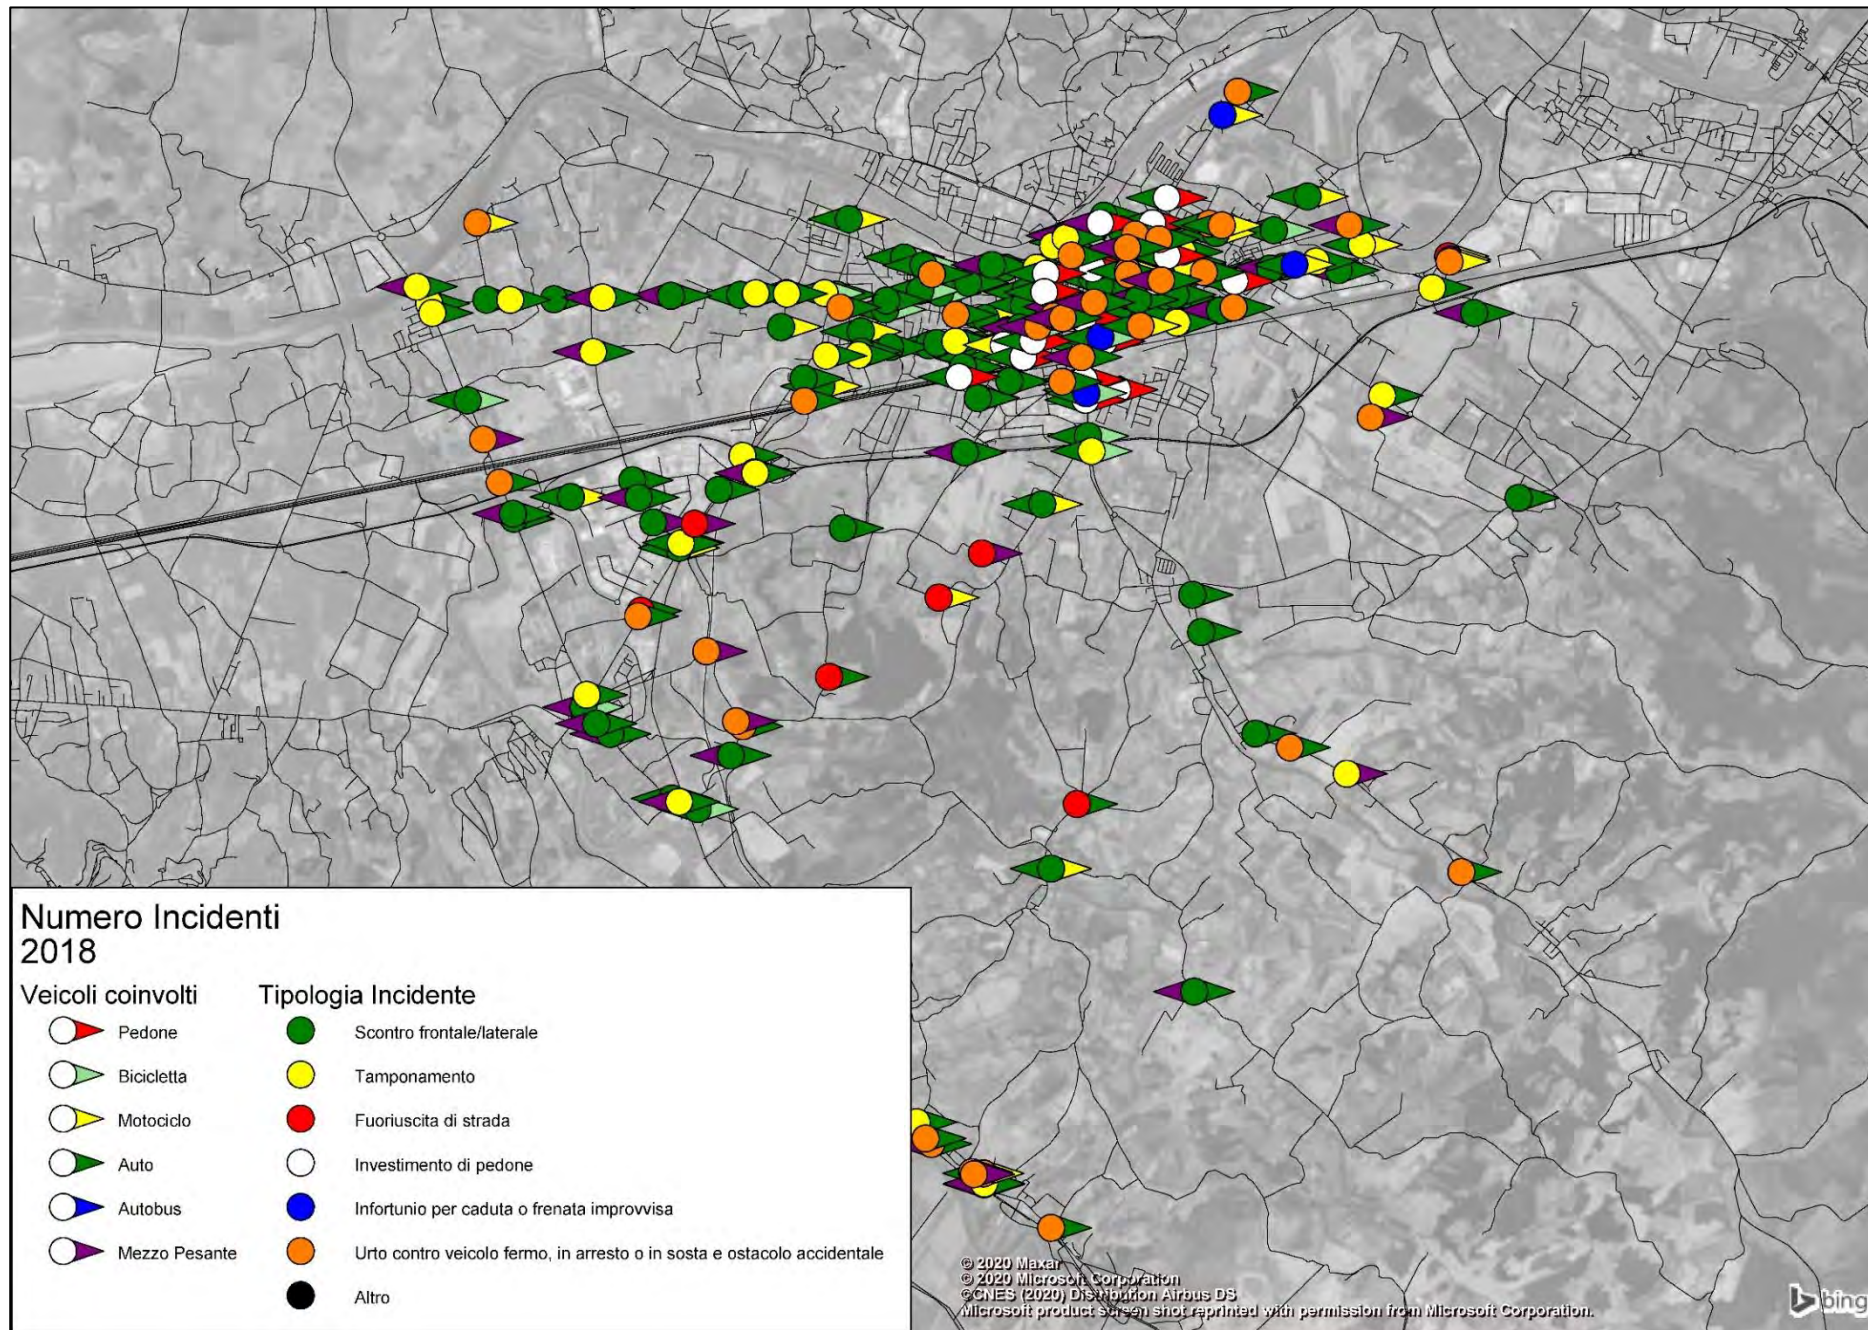 Numero Incidenti
2018
Veicoli coinvolti
Tipologia Incidente
Pedone
Scontro frontale/laterale
Bicicletta
Tamponamento
Motociclo
Fuoriuscita di strada
Auto
Investimento di pedone
Autobus
Infortunio per caduta o frenata improvvisa
Mezzo Pesante
Urto contro veicolo fermo, in arresto o in sosta e ostacolo accidentale
Altro
© 2020 Maxar
© 2020 Microsoft Corporation
©CNES (2020) Distribution Airbus DS
Microsoft product screen shot reprinted with permission from Microsoft Corporation.
bing